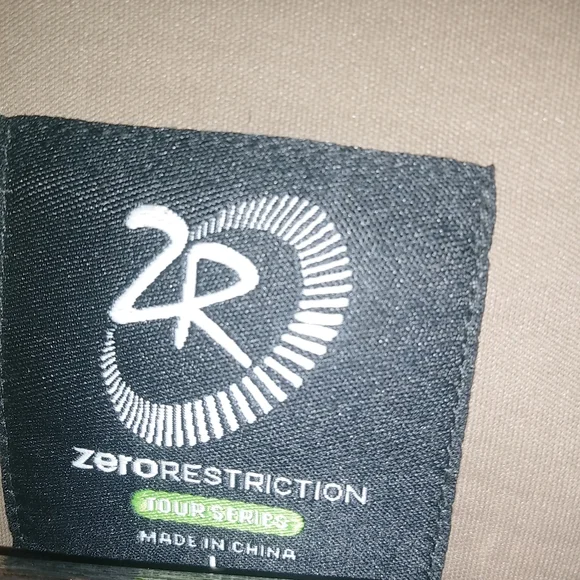 ZR
zeroRESTRICTION
TOUR SERIES
MADE IN CHINA
L